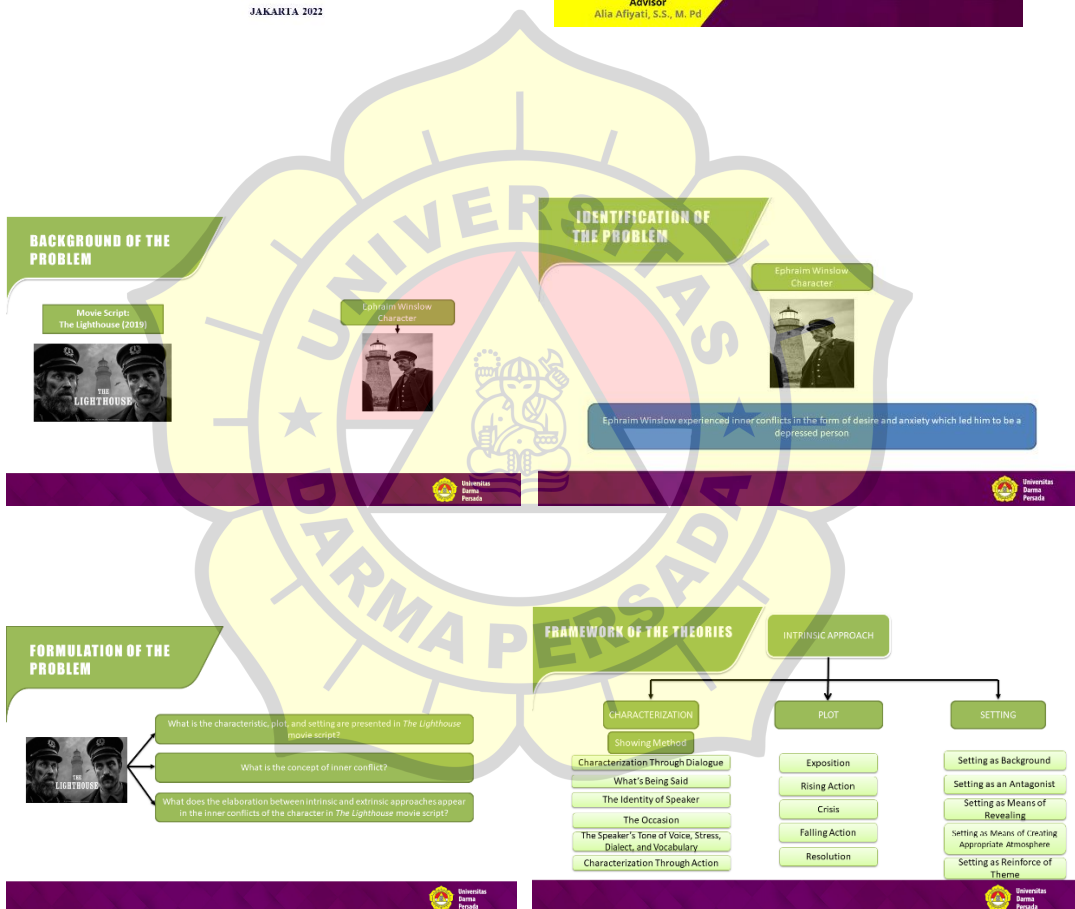 JAKARTA 2022
Advisor
Alia Afiyati, S.S., M. Pd
UNIVERSITAS
DARMA PERSADA
BACKGROUND OF THE
PROBLEM
Movie Script:
The Lighthouse (2019)
THE
LIGHTHOUSE
Ephraim Winslow
Character
Universitas
Darma
Persada
IDENTIFICATION OF
THE PROBLEM
Ephraim Winslow
Character
Ephraim Winslow experienced inner conflicts in the form of desire and anxiety which led him to be a
depressed person
Universitas
Darma
Persada
FORMULATION OF THE
PROBLEM
THE
LIGHTHOUSE
What is the characteristic, plot, and setting are presented in The Lighthouse
movie script?
What is the concept of inner conflict?
What does the elaboration between intrinsic and extrinsic approaches appear
in the inner conflicts of the character in The Lighthouse movie script?
Universitas
Darma
Persada
FRAMEWORK OF THE THEORIES
INTRINSIC APPROACH
CHARACTERIZATION
Showing Method
Characterization Through Dialogue
What's Being Said
The Identity of Speaker
The Occasion
The Speaker's Tone of Voice, Stress,
Dialect, and Vocabulary
Characterization Through Action
PLOT
Exposition
Rising Action
Crisis
Falling Action
Resolution
SETTING
Setting as Background
Setting as an Antagonist
Setting as Means of
Revealing
Setting as Means of Creating
Appropriate Atmosphere
Setting as Reinforce of
Theme
Universitas
Darma
Persada